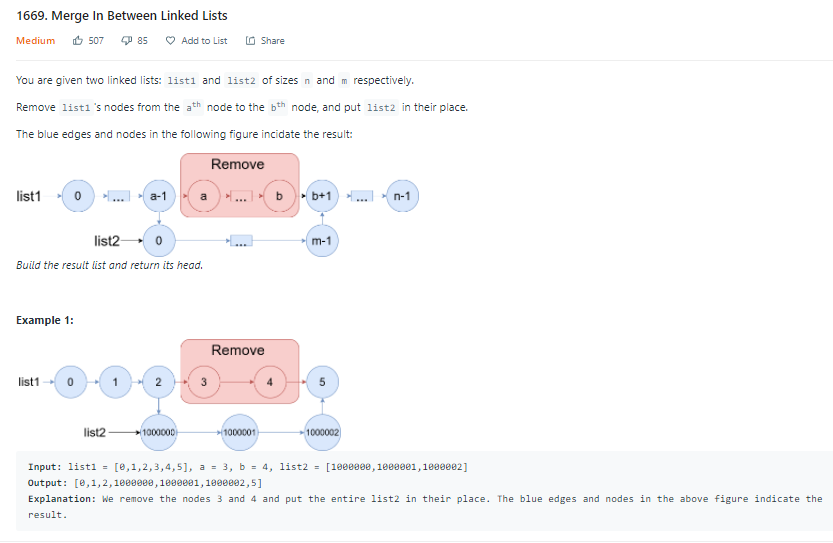 1669. Merge In Between Linked Lists
Medium 507 85 Add to List Share
You are given two linked lists: list1 and list2 of sizes n and m respectively.
Remove list1 's nodes from the ath node to the bth node, and put list2 in their place.
The blue edges and nodes in the following figure incidate the result:
Remove
list1 0 ... a-1 a ... b b+1 ... n-1
list2 0 ... m-1
Build the result list and return its head.
Example 1:
Remove
list1 0 1 2 3 4 5
list2 1000000 1000001 1000002
Input: list1 = [0,1,2,3,4,5], a = 3, b = 4, list2 = [1000000,1000001,1000002]
Output: [0,1,2,1000000,1000001,1000002,5]
Explanation: We remove the nodes 3 and 4 and put the entire list2 in their place. The blue edges and nodes in the above figure indicate the
result.